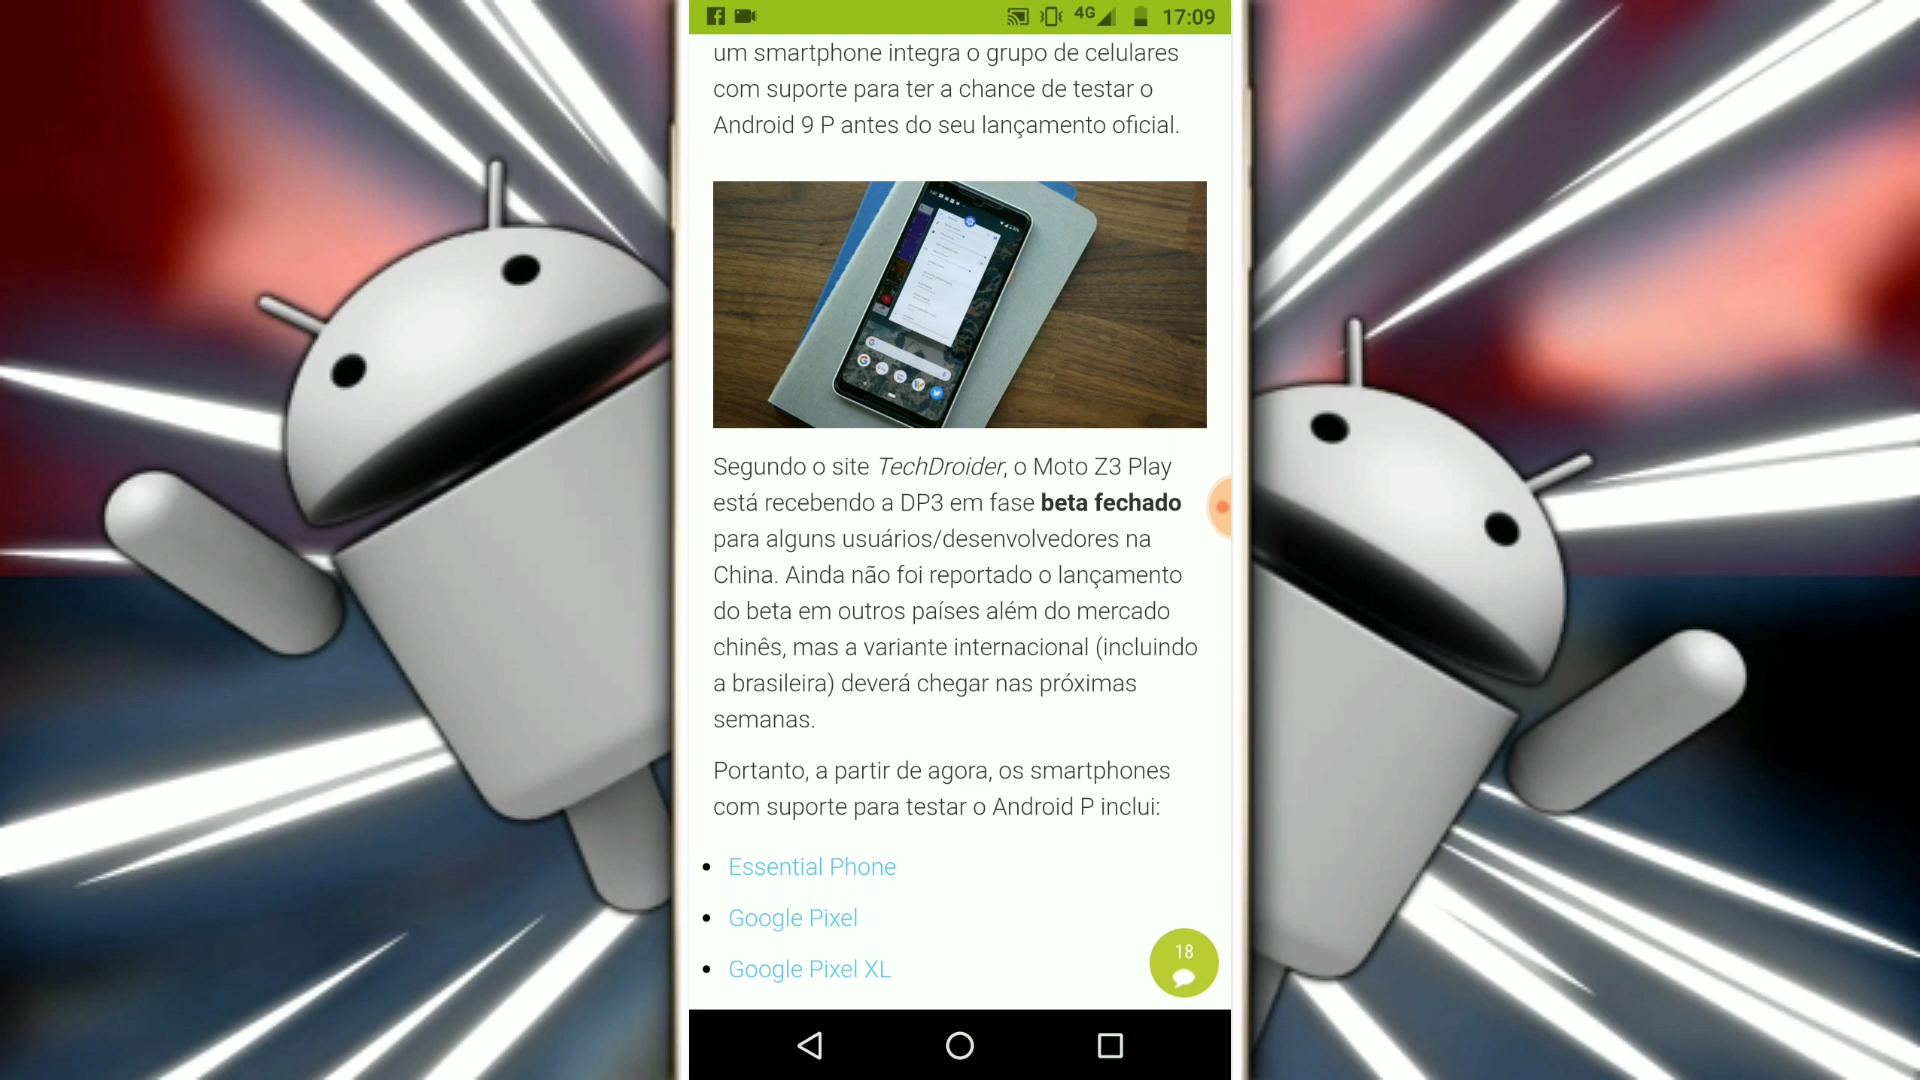 4G 17:09
um smartphone integra o grupo de celulares
com suporte para ter a chance de testar o
Android 9 P antes do seu lançamento oficial.
Segundo o site TechDroider, o Moto Z3 Play
está recebendo a DP3 em fase beta fechado
para alguns usuários/desenvolvedores na
China. Ainda não foi reportado o lançamento
do beta em outros países além do mercado
chinês, mas a variante internacional (incluindo
a brasileira) deverá chegar nas próximas
semanas.
Portanto, a partir de agora, os smartphones
com suporte para testar o Android P inclui:
Essential Phone
Google Pixel
Google Pixel XL
18